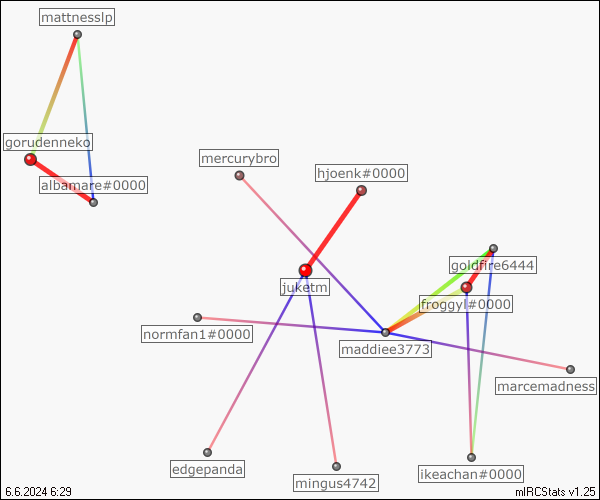 mattnesslp
gorudenneko
mercurybro
hjoenk#0000
albamare#0000
goldfire6444
juketm
froggyl#0000
normfan1#0000
maddiee3773
marcemadness
edgepanda
mingus4742
ikeachan#0000
6.6.2024 6:29
mIRCStats v1.25